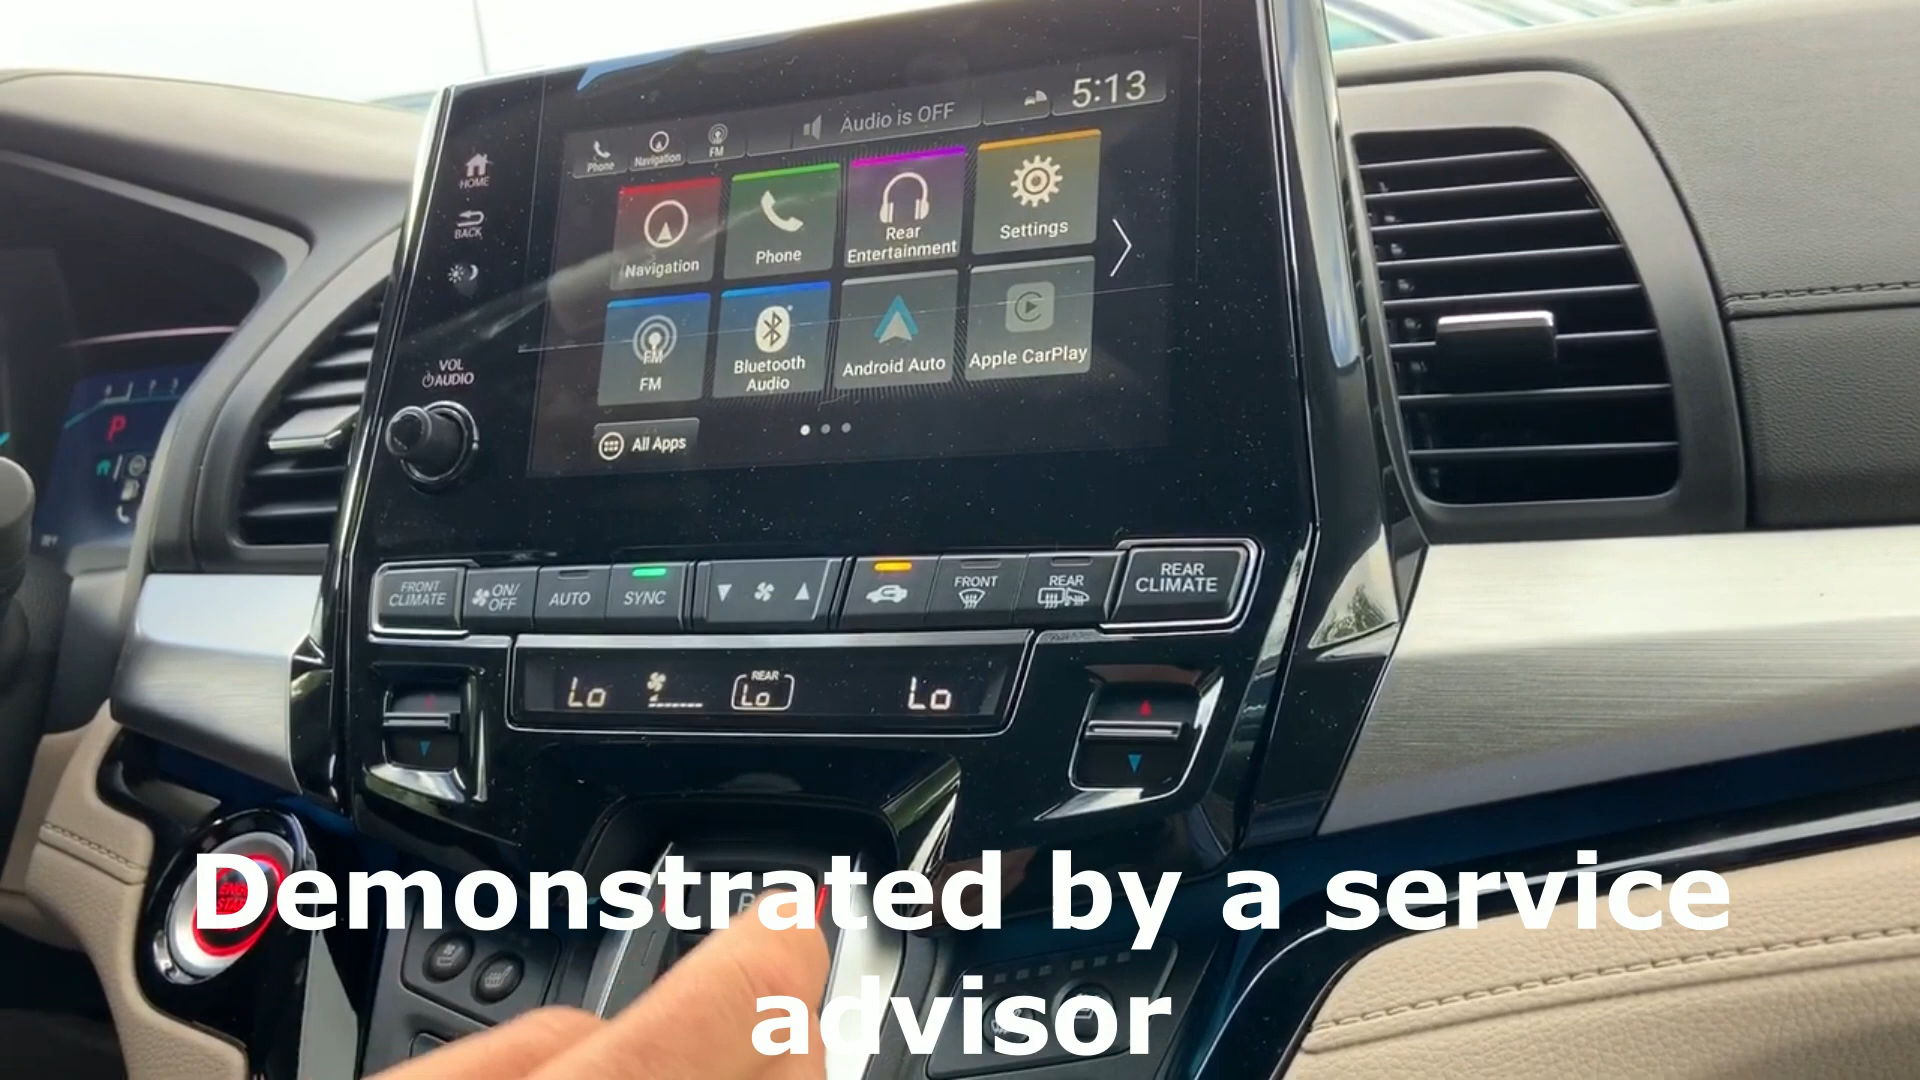 5:13
Audio is OFF
Phone
Navigation
FM
HOME
BACK
Navigation
Phone
Rear
Entertainment
Settings
FM
FM
Bluetooth
Audio
Android Auto
Apple CarPlay
All Apps
VOL
AUDIO
P
FRONT
CLIMATE
ON/
OFF
AUTO
SYNC
FRONT
REAR
REAR
CLIMATE
Lo
REAR
Lo
Lo
Demonstrated by a service
advisor